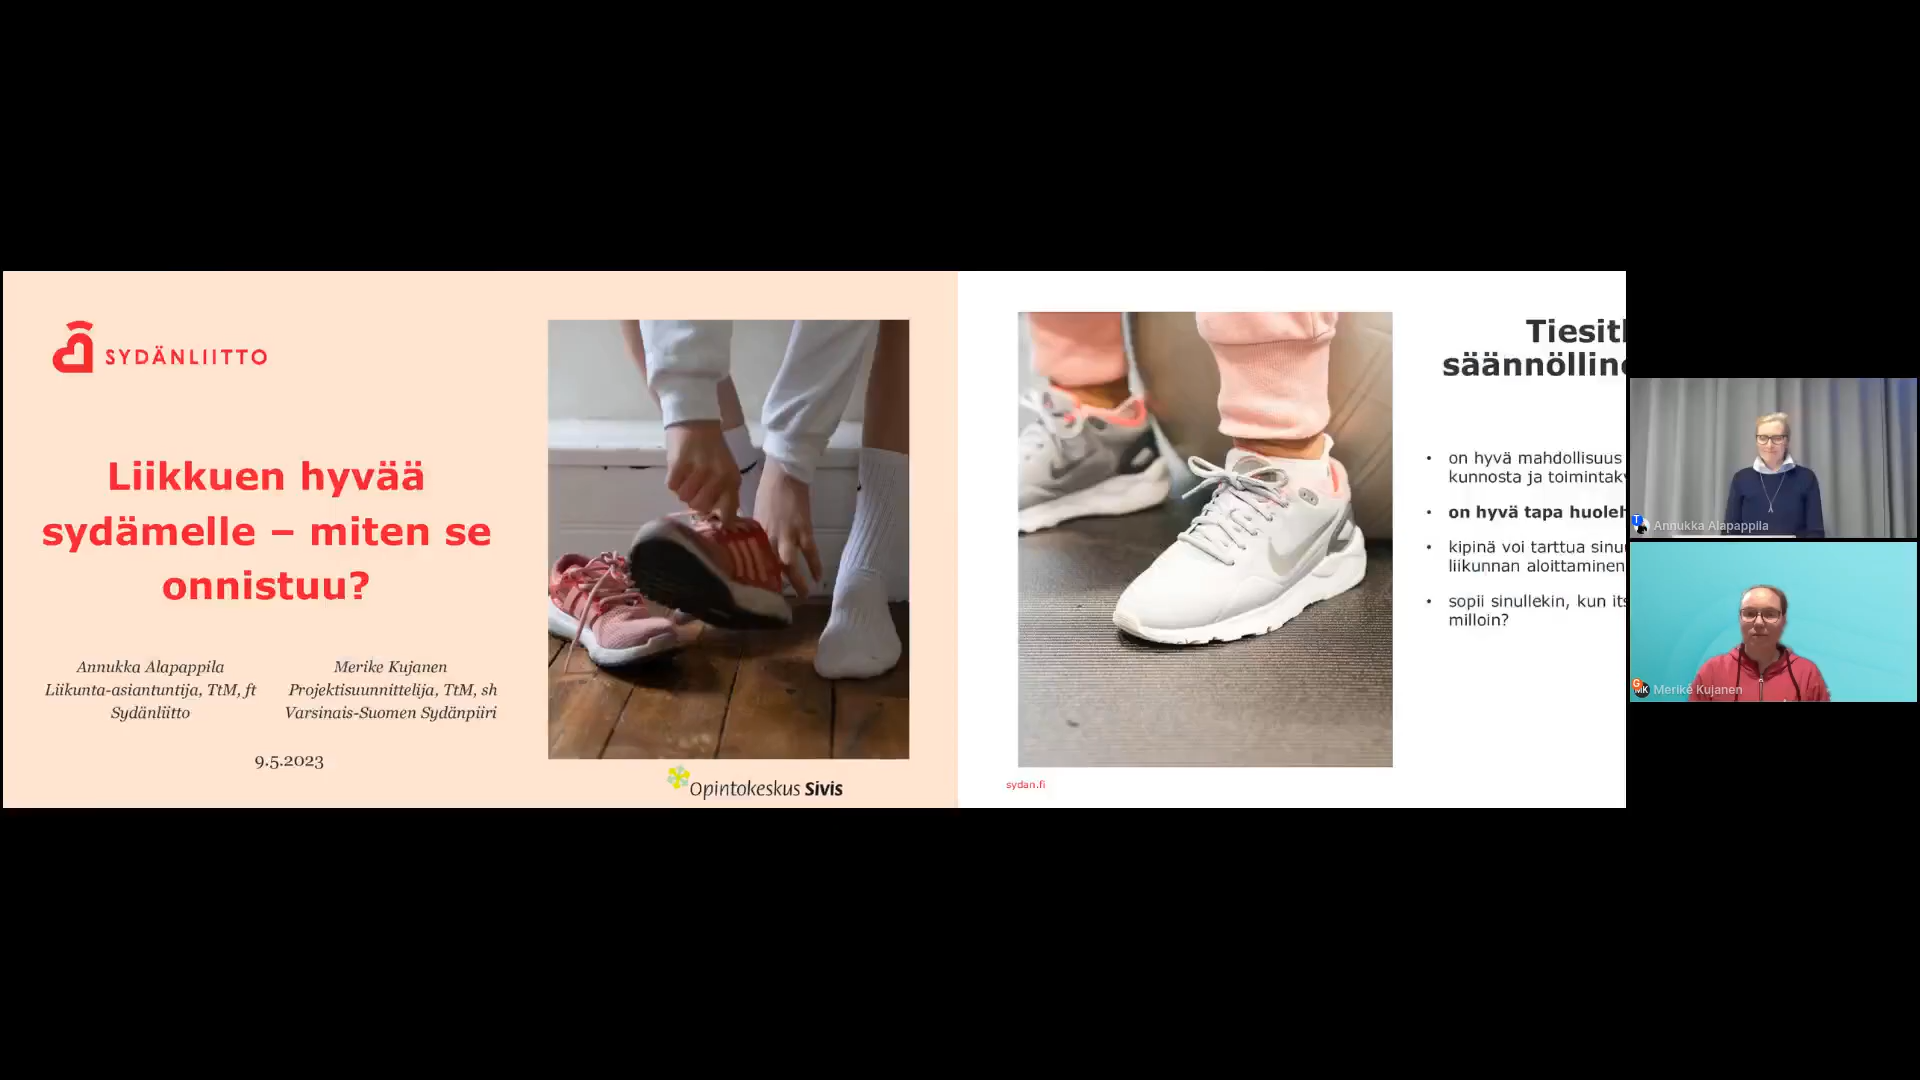 SYDÄNLIITTO
Liikkuen hyvää
sydämelle – miten se
onnistuu?
Annukka Alapappila
Liikunta-asiantuntija, TtM, ft
Sydänliitto
Merike Kujanen
Projektisuunnittelija, TtM, sh
Varsinais-Suomen Sydänpiiri
9.5.2023
Opintokeskus Sivis
säännölline
on hyvä mahdollisuus
kunnosta ja toimintak
• on hyvä tapa huoleh
• kipinä voi tarttua sinu
liikunnan aloittaminen
• sopii sinullekin, kun its
milloin?
sydan.fi
Annukka Alapappila
MK Merike Kujanen